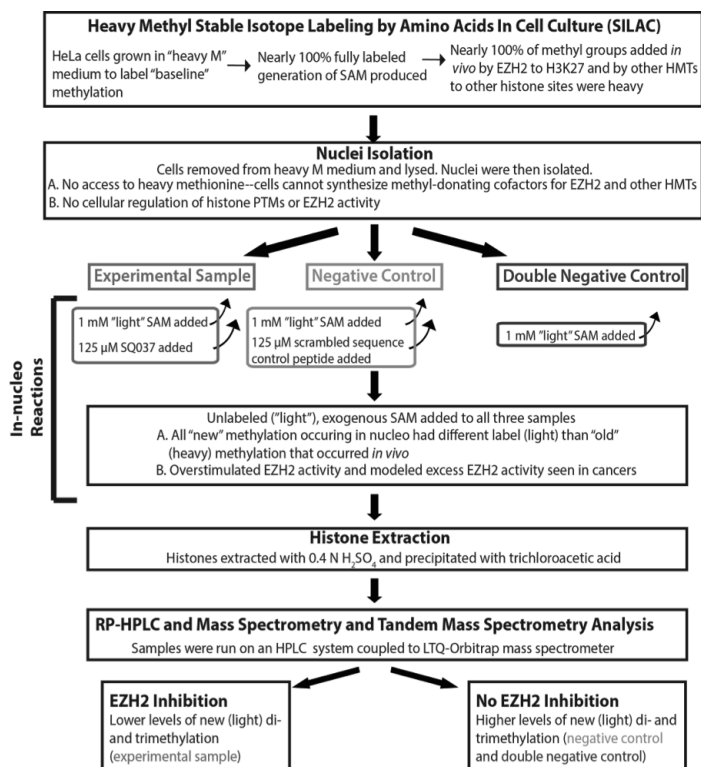 Heavy Methyl Stable Isotope Labeling by Amino Acids In Cell Culture (SILAC)
HeLa cells grown in "heavy M"
medium to label "baseline"
methylation
Nearly 100% fully labeled
generation of SAM produced
Nearly 100% of methyl groups added in
vivo by EZH2 to H3K27 and by other HMTs
to other histone sites were heavy
Nuclei Isolation
Cells removed from heavy M medium and lysed. Nuclei were then isolated.
A. No access to heavy methionine--cells cannot synthesize methyl-donating cofactors for EZH2 and other HMTs
B. No cellular regulation of histone PTMs or EZH2 activity
Experimental Sample
Negative Control
Double Negative Control
In-nucleo
Reactions
1 mM "light" SAM added
125 µM SQ037 added
1 mM "light" SAM added
125 µM scrambled sequence
control peptide added
1 mM "light" SAM added
Unlabeled ("light"), exogenous SAM added to all three samples
A. All "new" methylation occuring in nucleo had different label (light) than "old"
(heavy) methylation that occurred in vivo
B. Overstimulated EZH2 activity and modeled excess EZH2 activity seen in cancers
Histone Extraction
Histones extracted with 0.4 N H₂SO₄ and precipitated with trichloroacetic acid
RP-HPLC and Mass Spectrometry and Tandem Mass Spectrometry Analysis
Samples were run on an HPLC system coupled to LTQ-Orbitrap mass spectrometer
EZH2 Inhibition
Lower levels of new (light) di-
and trimethylation
(experimental sample)
No EZH2 Inhibition
Higher levels of new (light) di- and
trimethylation (negative control
and double negative control)